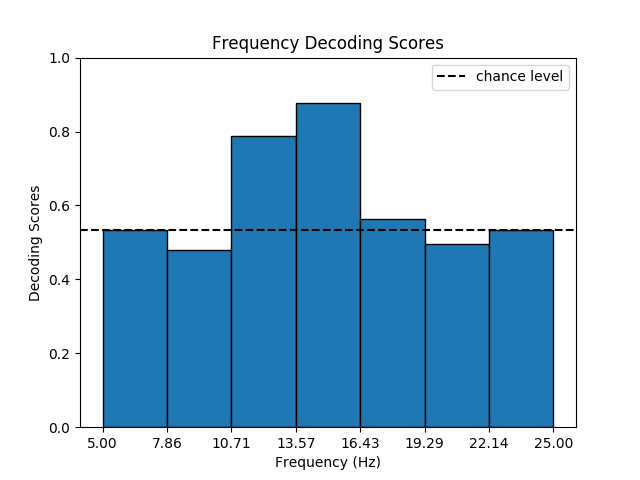 Frequency Decoding Scores
1.0
chance level
0.8
0.6
0.4
0.2
0.0
Decoding Scores
5.00 7.86 10.71 13.57 16.43 19.29 22.14 25.00
Frequency (Hz)